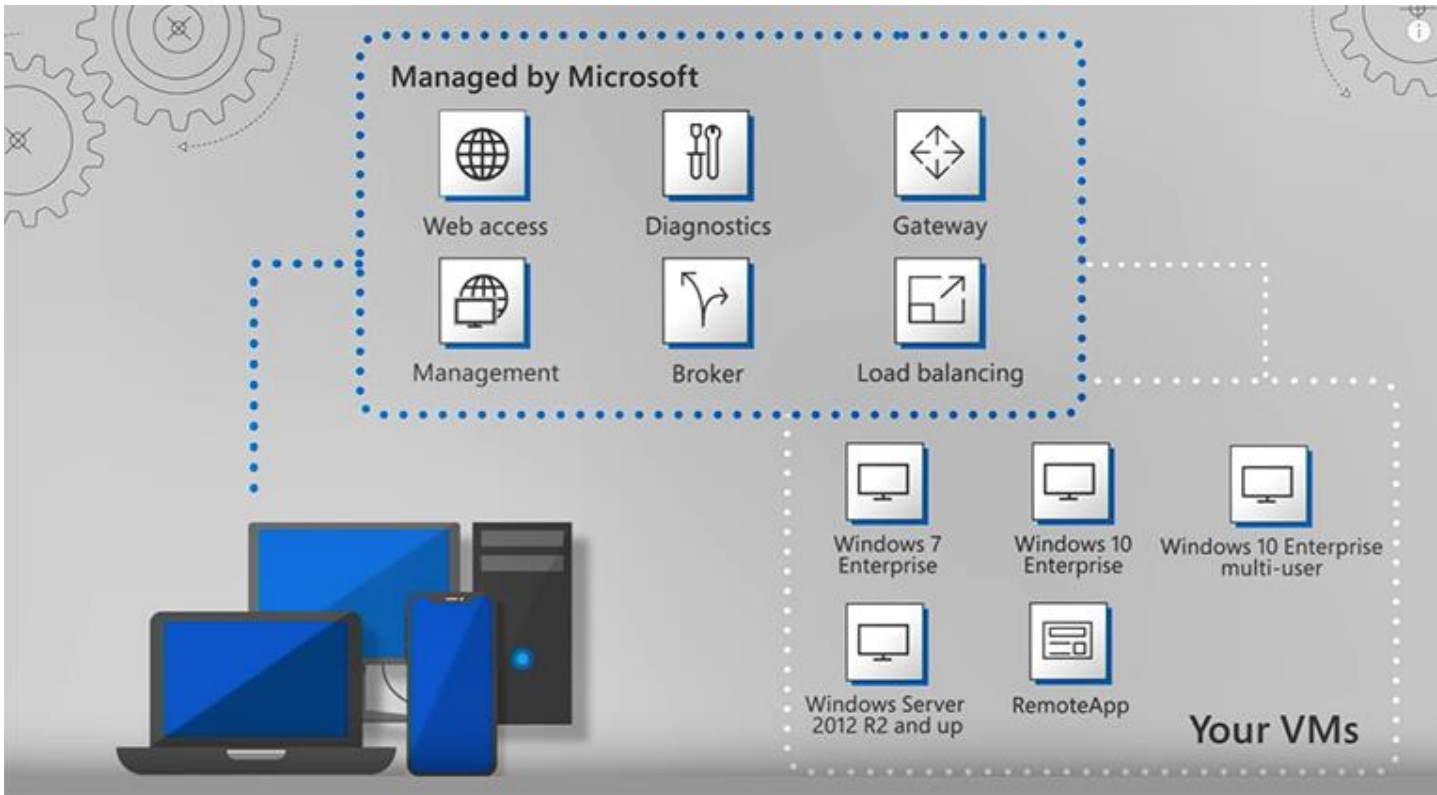 Managed by Microsoft
Web access
Diagnostics
Gateway
Management
Broker
Load balancing
Windows 7
Enterprise
Windows 10
Enterprise
Windows 10 Enterprise
multi-user
Windows Server
2012 R2 and up
RemoteApp
Your VMs